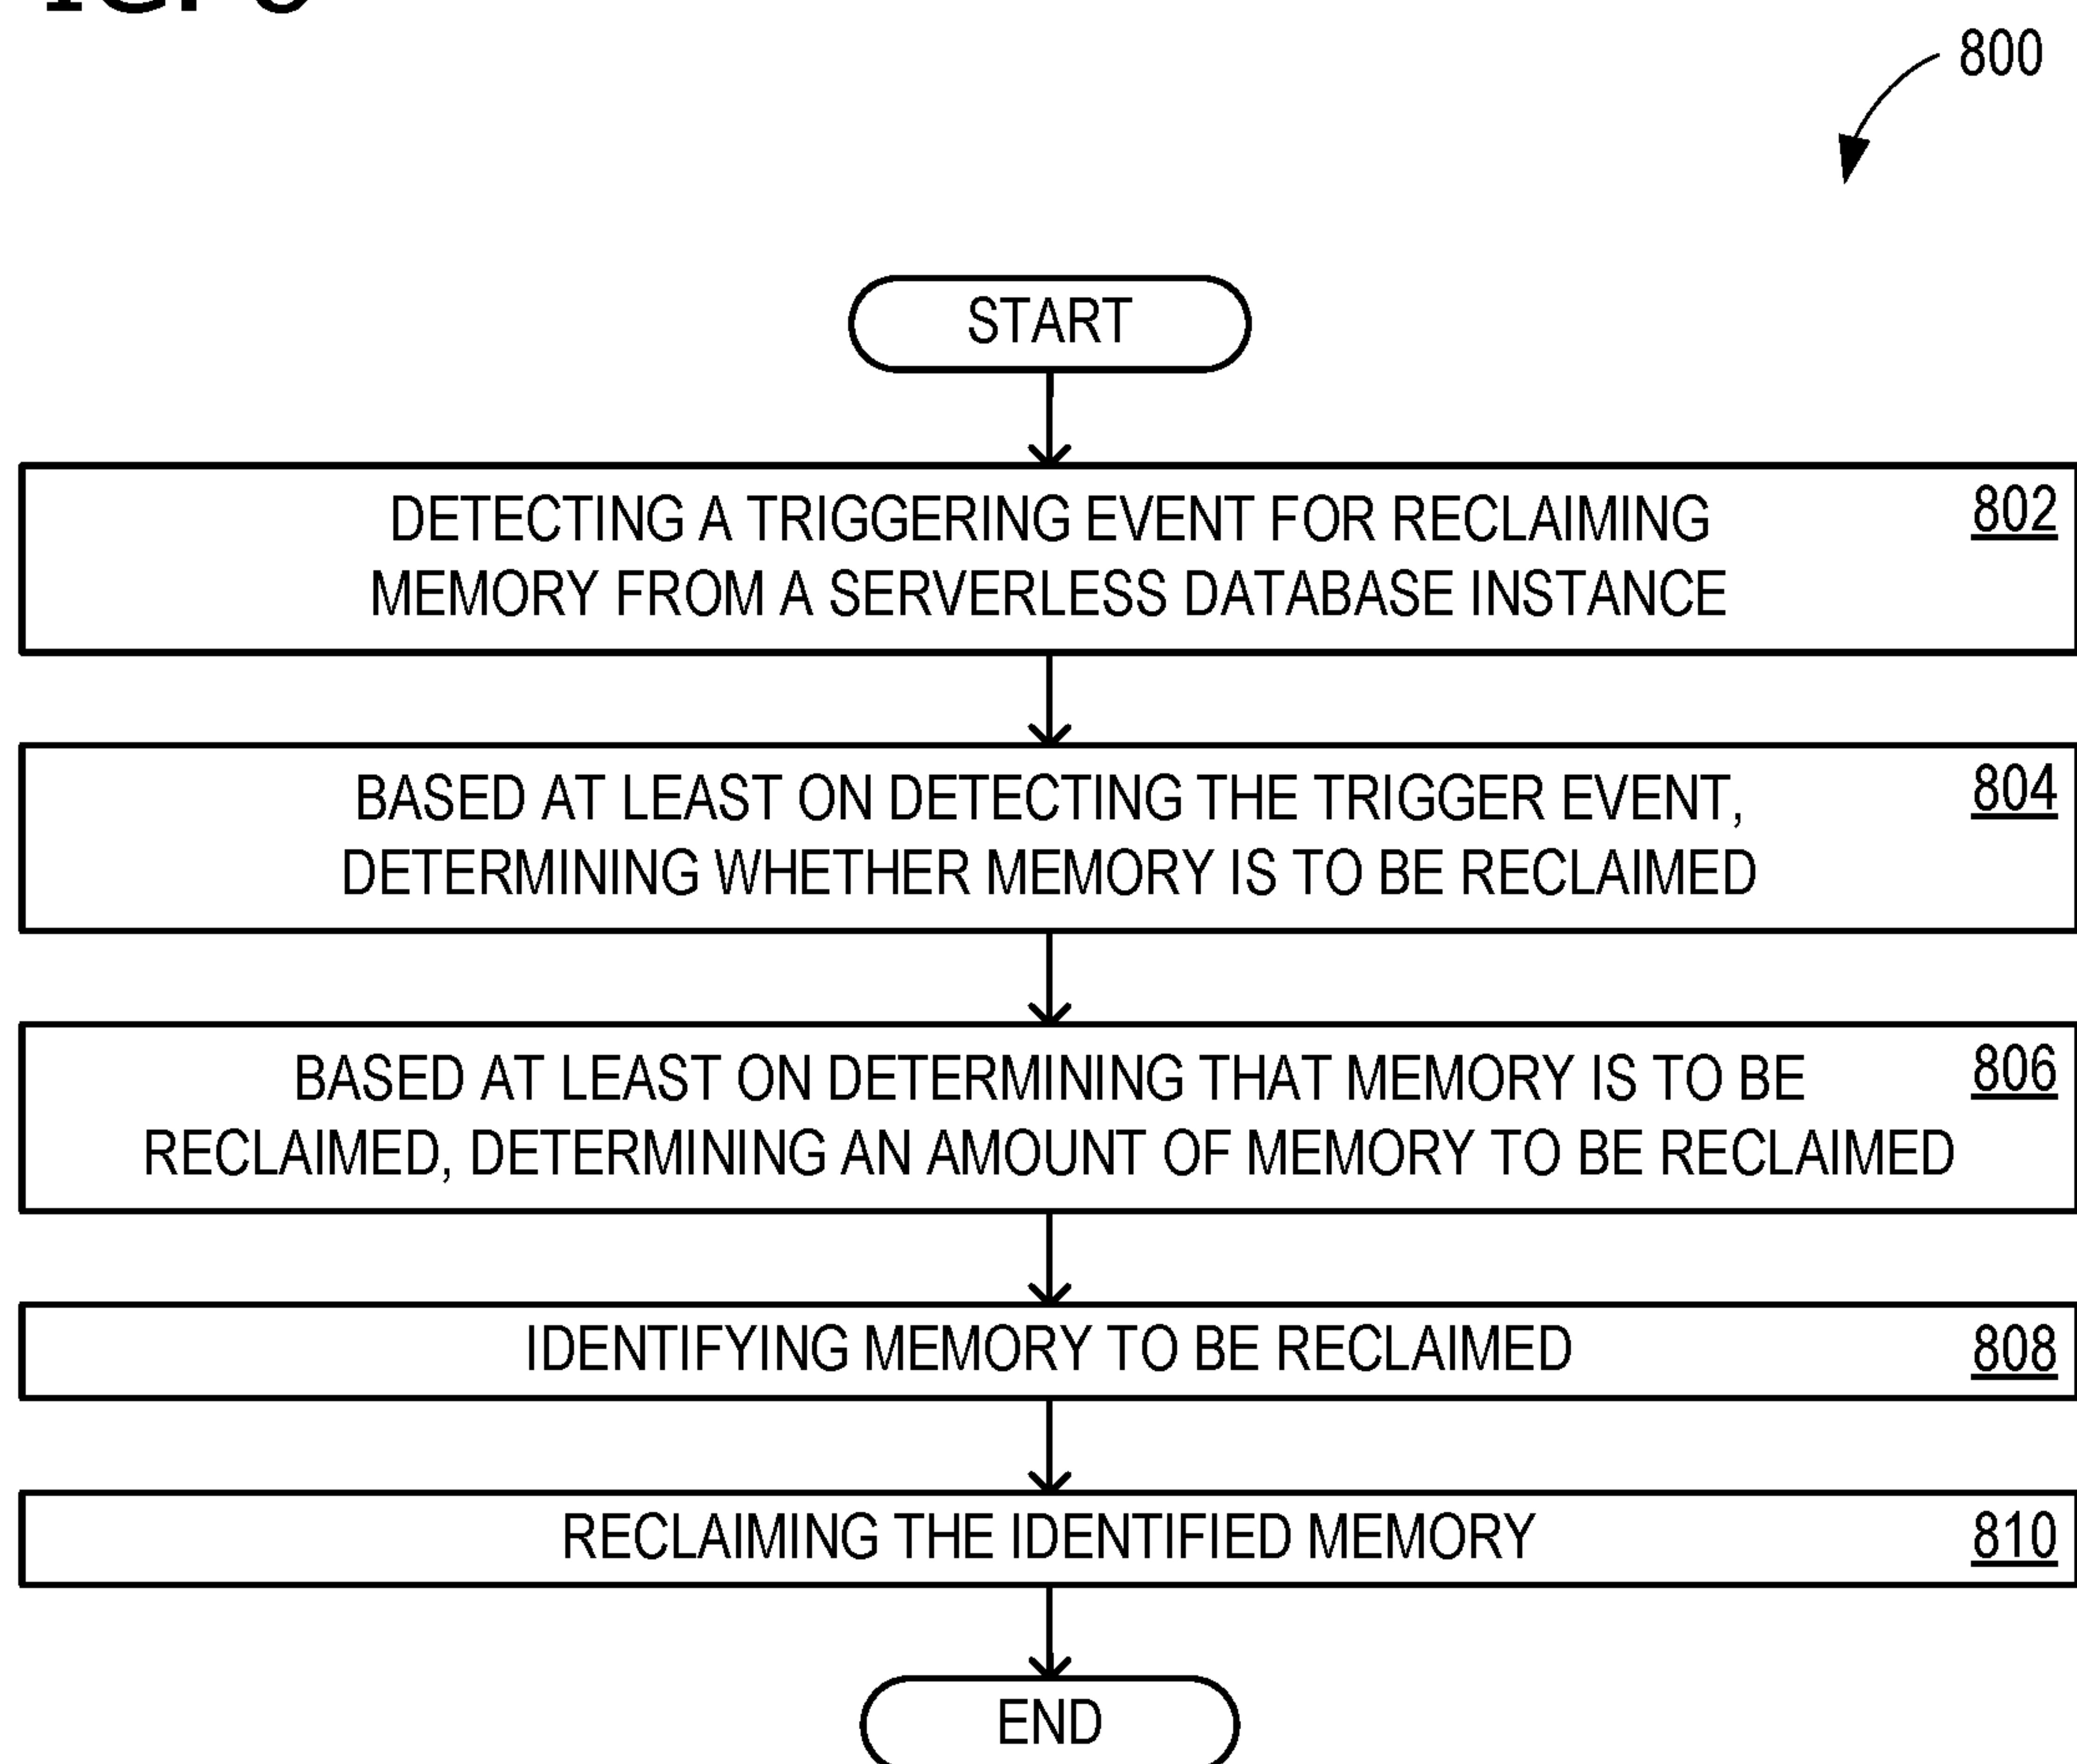 800
START
DETECTING A TRIGGERING EVENT FOR RECLAIMING
802
MEMORY FROM A SERVERLESS DATABASE INSTANCE
BASED AT LEAST ON DETECTING THE TRIGGER EVENT,
804
DETERMINING WHETHER MEMORY IS TO BE RECLAIMED
BASED AT LEAST ON DETERMINING THAT MEMORY IS TO BE
806
RECLAIMED, DETERMINING AN AMOUNT OF MEMORY TO BE RECLAIMED
IDENTIFYING MEMORY TO BE RECLAIMED
808
RECLAIMING THE IDENTIFIED MEMORY
810
END